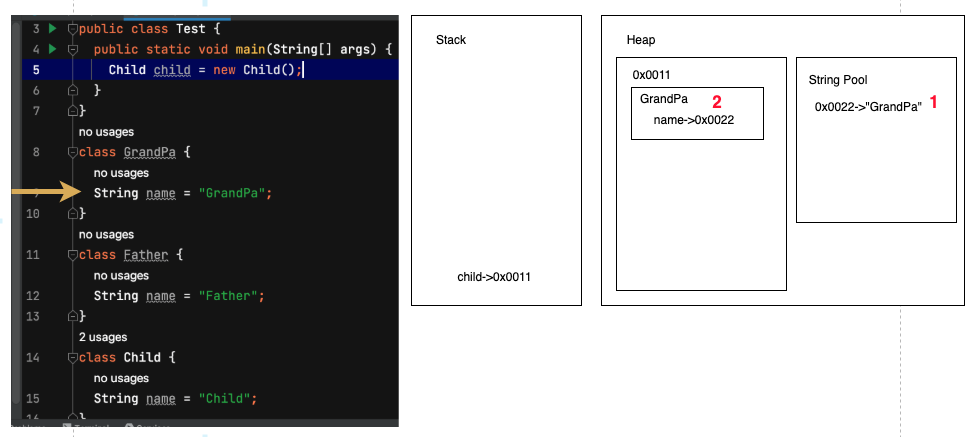 3 public class Test {
4 public static void main(String[] args) {
5 Child child = new Child();
6 }
7 }
no usages
8 class GrandPa {
no usages
9 String name = "GrandPa";
10 }
no usages
11 class Father {
no usages
12 String name = "Father";
13 }
2 usages
14 class Child {
no usages
15 String name = "Child";
16 }
Terminal
Services
Stack
child->0x0011
Heap
0x0011
GrandPa 2
name->0x0022
String Pool
0x0022->"GrandPa" 1